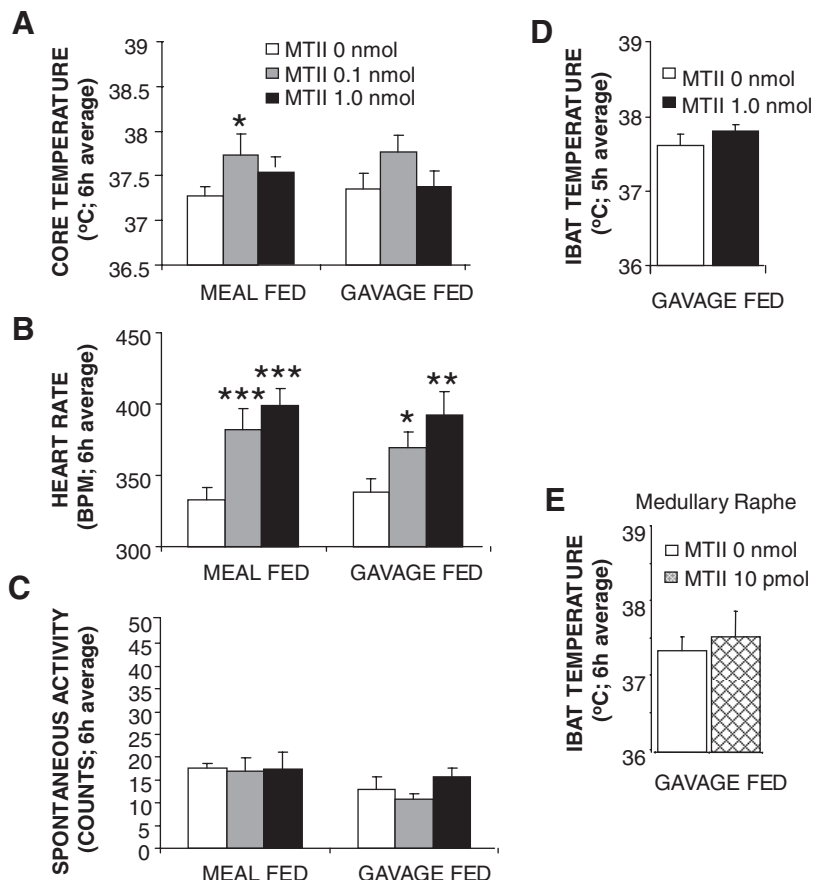 A
CORE TEMPERATURE
(ºC; 6h average)
39
38.5
38
37.5
37
36.5
MTII 0 nmol
MTII 0.1 nmol
MTII 1.0 nmol
*
MEAL FED
GAVAGE FED
B
HEART RATE
(BPM; 6h average)
450
400
350
300
***
***
*
**
MEAL FED
GAVAGE FED
C
SPONTANEOUS ACTIVITY
(COUNTS; 6h average)
50
45
40
35
30
25
20
15
10
5
0
MEAL FED
GAVAGE FED
D
IBAT TEMPERATURE
(ºC; 5h average)
39
38
37
36
MTII 0 nmol
MTII 1.0 nmol
GAVAGE FED
E
Medullary Raphe
IBAT TEMPERATURE
(ºC; 6h average)
39
38
37
36
MTII 0 nmol
MTII 10 pmol
GAVAGE FED